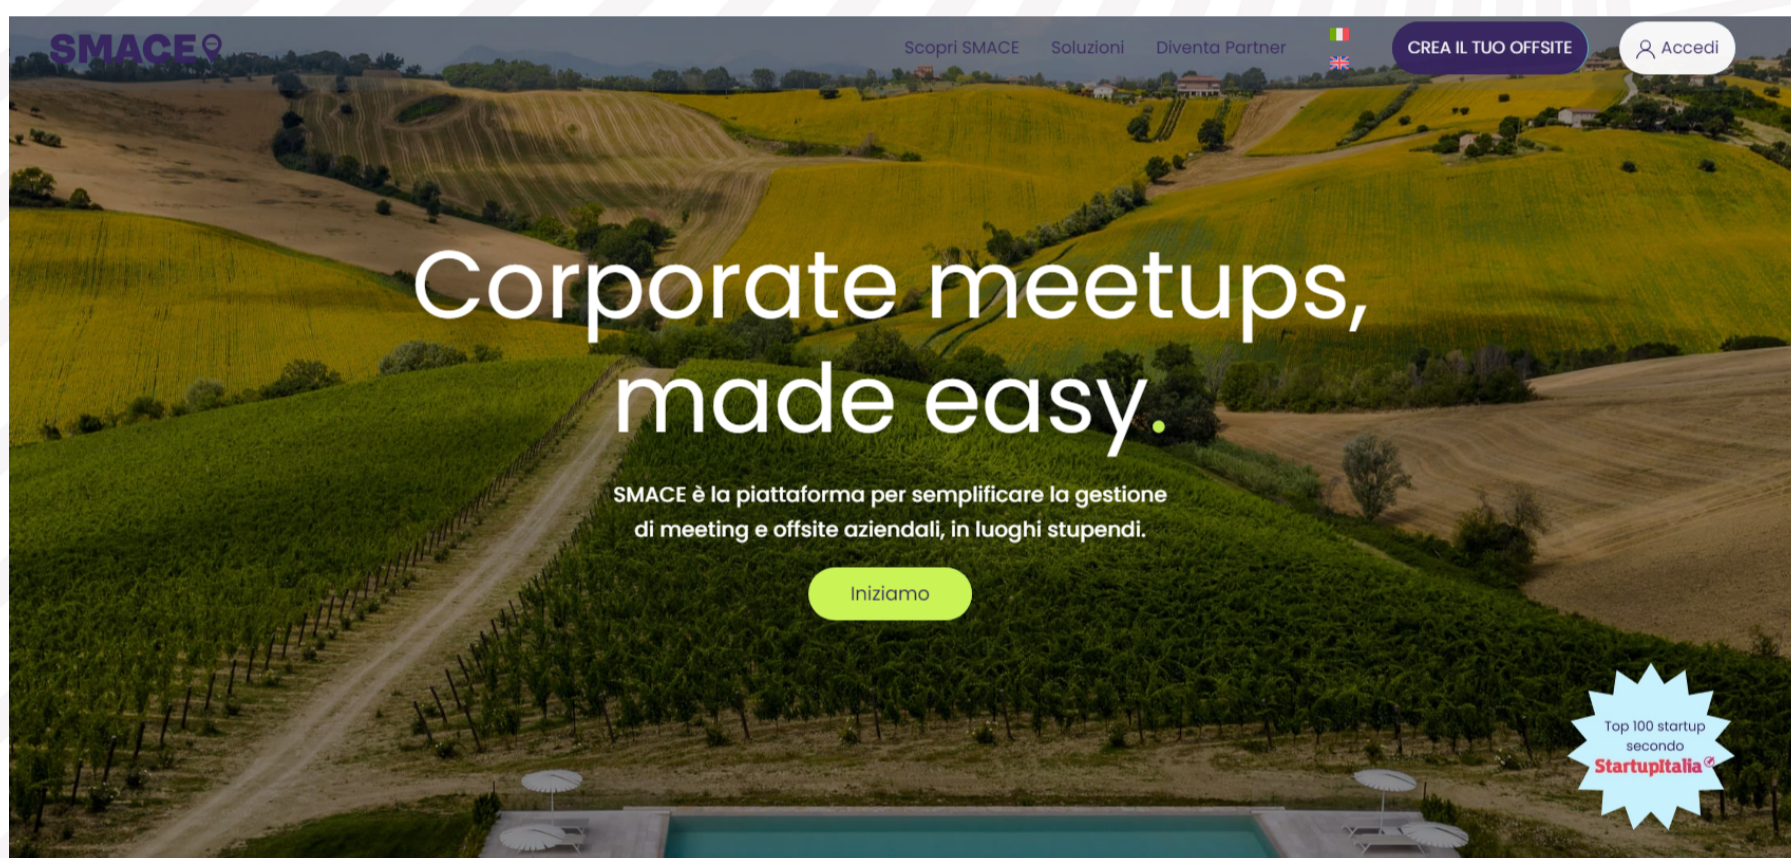 SMACE
Scopri SMACE
Soluzioni
Diventa Partner
CREA IL TUO OFFSITE
Accedi
Corporate meetups,
made easy.
SMACE è la piattaforma per semplificare la gestione
di meeting e offsite aziendali, in luoghi stupendi.
Iniziamo
Top 100 startup
secondo
StartupItalia